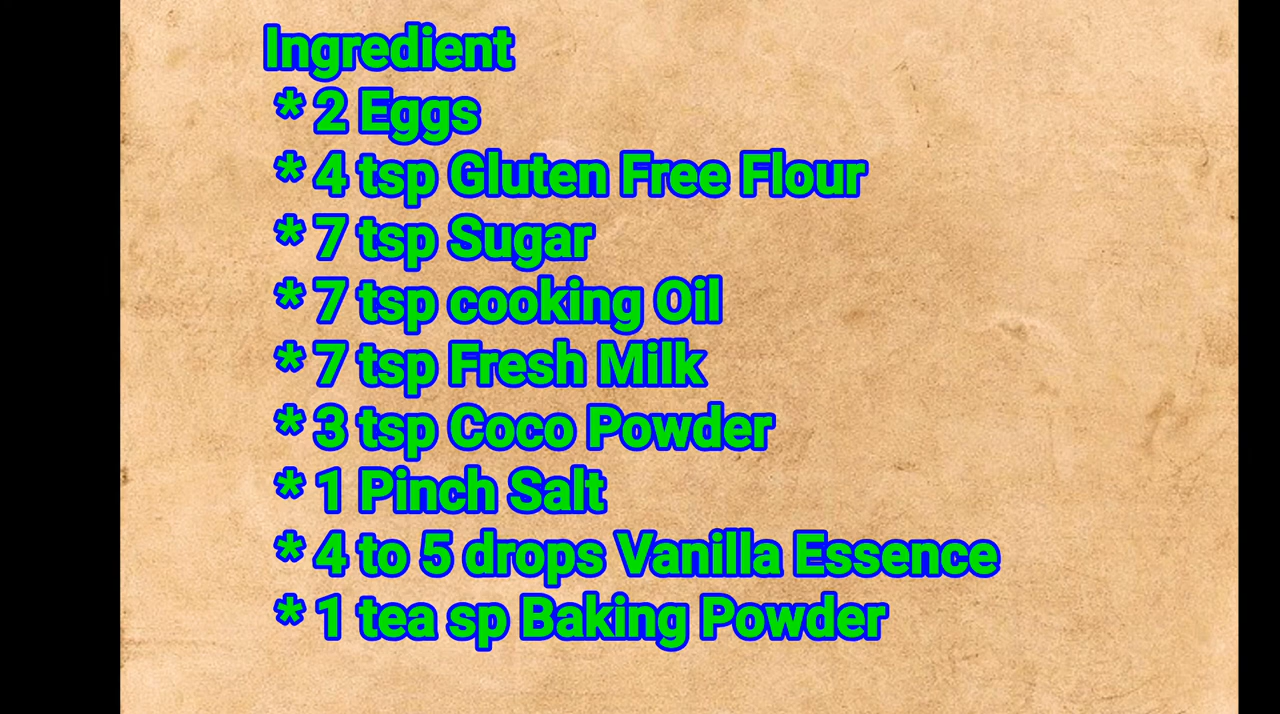 Ingredient
* 2 Eggs
* 4 tsp Gluten Free Flour
* 7 tsp Sugar
* 7 tsp cooking Oil
* 7 tsp Fresh Milk
* 3 tsp Coco Powder
* 1 Pinch Salt
* 4 to 5 drops Vanilla Essence
* 1 tea sp Baking Powder